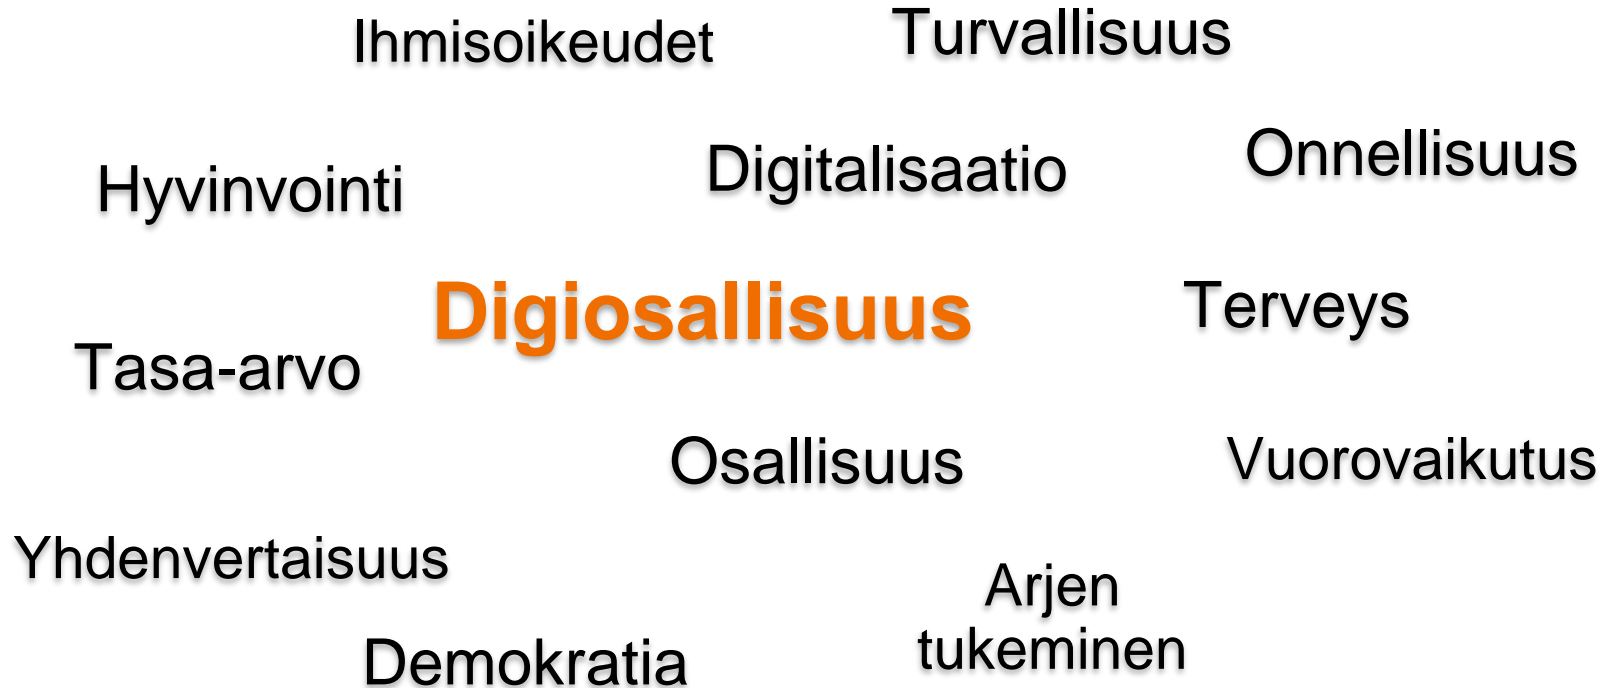 Ihmisoikeudet
Turvallisuus
Hyvinvointi
Digitalisaatio
Onnellisuus
Digiosallisuus
Terveys
Tasa-arvo
Osallisuus
Vuorovaikutus
Yhdenvertaisuus
Arjen
tukeminen
Demokratia